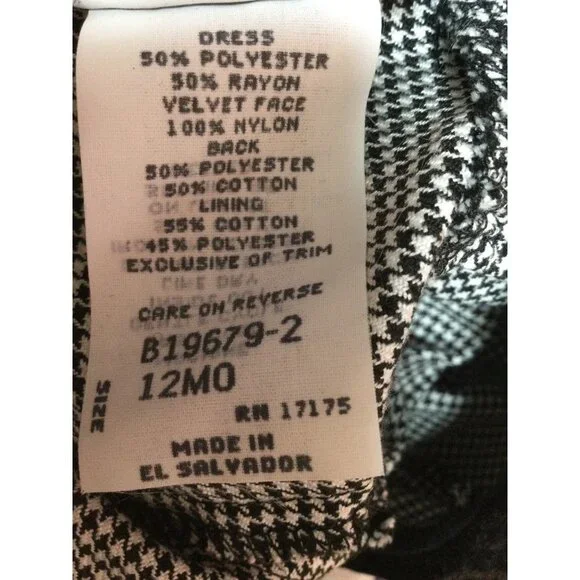 DRESS
50% POLYESTER
50% RAYON
VELVET FACE
100% NYLON
BACK
50% POLYESTER
50% COTTON
LINING
55% COTTON
45% POLYESTER
EXCLUSIVE OF TRIM
CARE ON REVERSE
B19679-2
12MO
SIZE
RN 17175
MADE IN
EL SALVADOR